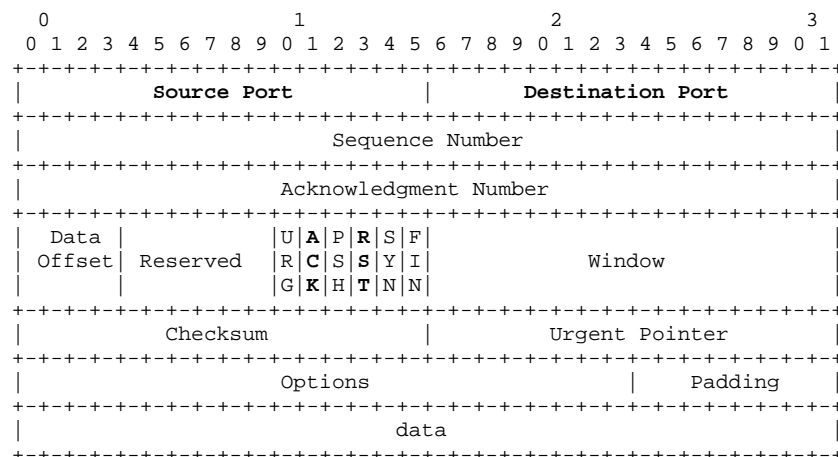 0 1 2 3
0 1 2 3 4 5 6 7 8 9 0 1 2 3 4 5 6 7 8 9 0 1 2 3 4 5 6 7 8 9 0 1
+-+-+-+-+-+-+-+-+-+-+-+-+-+-+-+-+-+-+-+-+-+-+-+-+-+-+-+-+-+-+-+-+
| Source Port | Destination Port |
+-+-+-+-+-+-+-+-+-+-+-+-+-+-+-+-+-+-+-+-+-+-+-+-+-+-+-+-+-+-+-+-+
| Sequence Number |
+-+-+-+-+-+-+-+-+-+-+-+-+-+-+-+-+-+-+-+-+-+-+-+-+-+-+-+-+-+-+-+-+
| Acknowledgment Number |
+-+-+-+-+-+-+-+-+-+-+-+-+-+-+-+-+-+-+-+-+-+-+-+-+-+-+-+-+-+-+-+-+
| Data | |U|A|P|R|S|F| |
| Offset| Reserved |R|C|S|S|Y|I| Window |
| | |G|K|H|T|N|N| |
+-+-+-+-+-+-+-+-+-+-+-+-+-+-+-+-+-+-+-+-+-+-+-+-+-+-+-+-+-+-+-+-+
| Checksum | Urgent Pointer |
+-+-+-+-+-+-+-+-+-+-+-+-+-+-+-+-+-+-+-+-+-+-+-+-+-+-+-+-+-+-+-+-+
| Options | Padding |
+-+-+-+-+-+-+-+-+-+-+-+-+-+-+-+-+-+-+-+-+-+-+-+-+-+-+-+-+-+-+-+-+
| data |
+-+-+-+-+-+-+-+-+-+-+-+-+-+-+-+-+-+-+-+-+-+-+-+-+-+-+-+-+-+-+-+-+